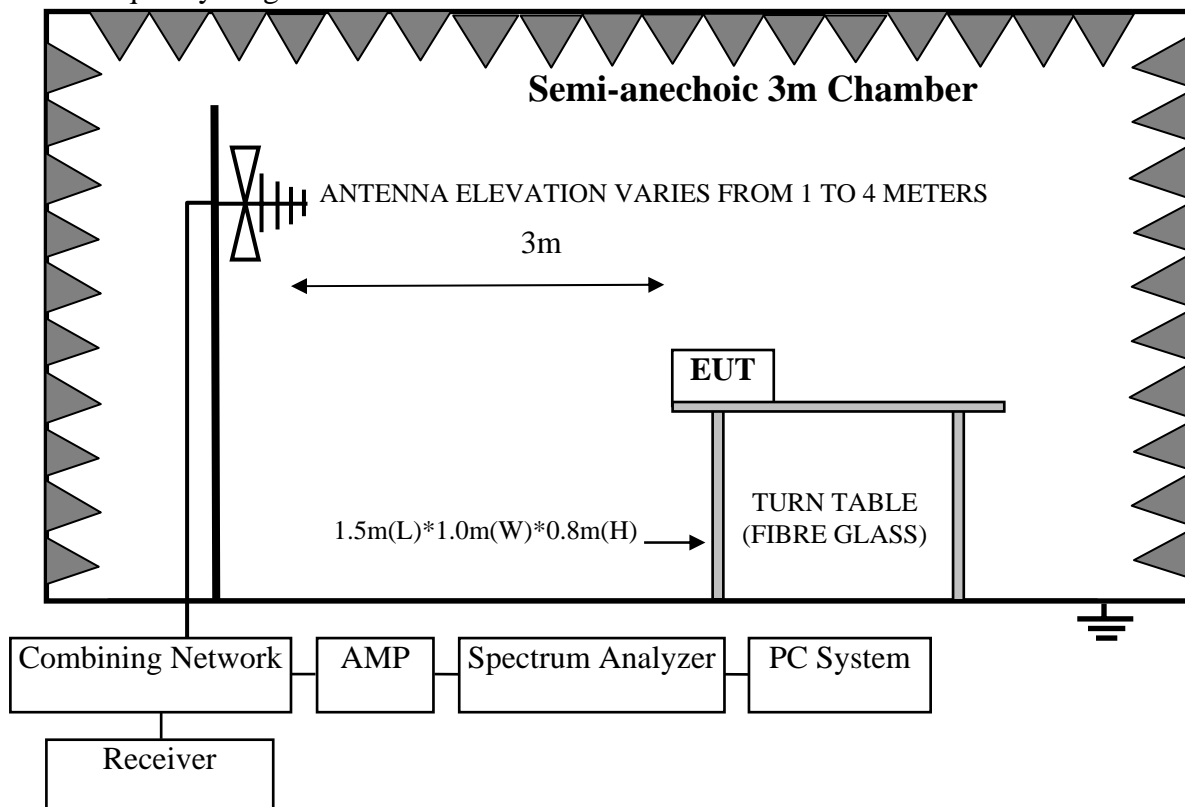 Semi-anechoic 3m Chamber
ANTENNA ELEVATION VARIES FROM 1 TO 4 METERS
3m
EUT
TURN TABLE
(FIBRE GLASS)
1.5m(L)*1.0m(W)*0.8m(H)
Combining Network
AMP
Spectrum Analyzer
PC System
Receiver